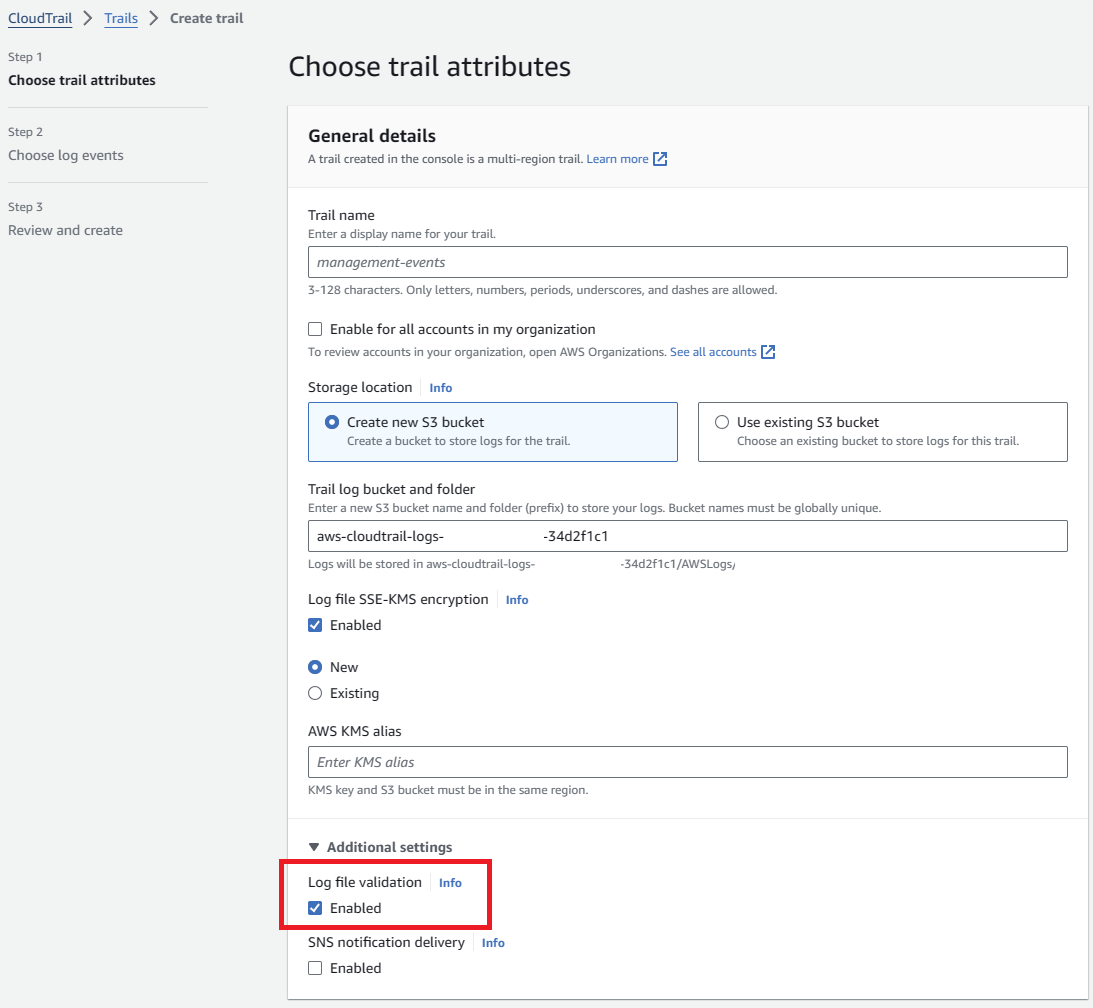 CloudTrail > Trails > Create trail
Step 1
Choose trail attributes
Step 2
Choose log events
Step 3
Review and create
Choose trail attributes
General details
A trail created in the console is a multi-region trail. Learn more
Trail name
Enter a display name for your trail.
management-events
3-128 characters. Only letters, numbers, periods, underscores, and dashes are allowed.
Enable for all accounts in my organization
To review accounts in your organization, open AWS Organizations. See all accounts
Storage location Info
Create new S3 bucket
Create a bucket to store logs for the trail.
Use existing S3 bucket
Choose an existing bucket to store logs for this trail.
Trail log bucket and folder
Enter a new S3 bucket name and folder (prefix) to store your logs. Bucket names must be globally unique.
aws-cloudtrail-logs- -34d2f1c1
Logs will be stored in aws-cloudtrail-logs- -34d2f1c1/AWSLogs/
Log file SSE-KMS encryption Info
Enabled
New
Existing
AWS KMS alias
Enter KMS alias
KMS key and S3 bucket must be in the same region.
Additional settings
Log file validation Info
Enabled
SNS notification delivery Info
Enabled